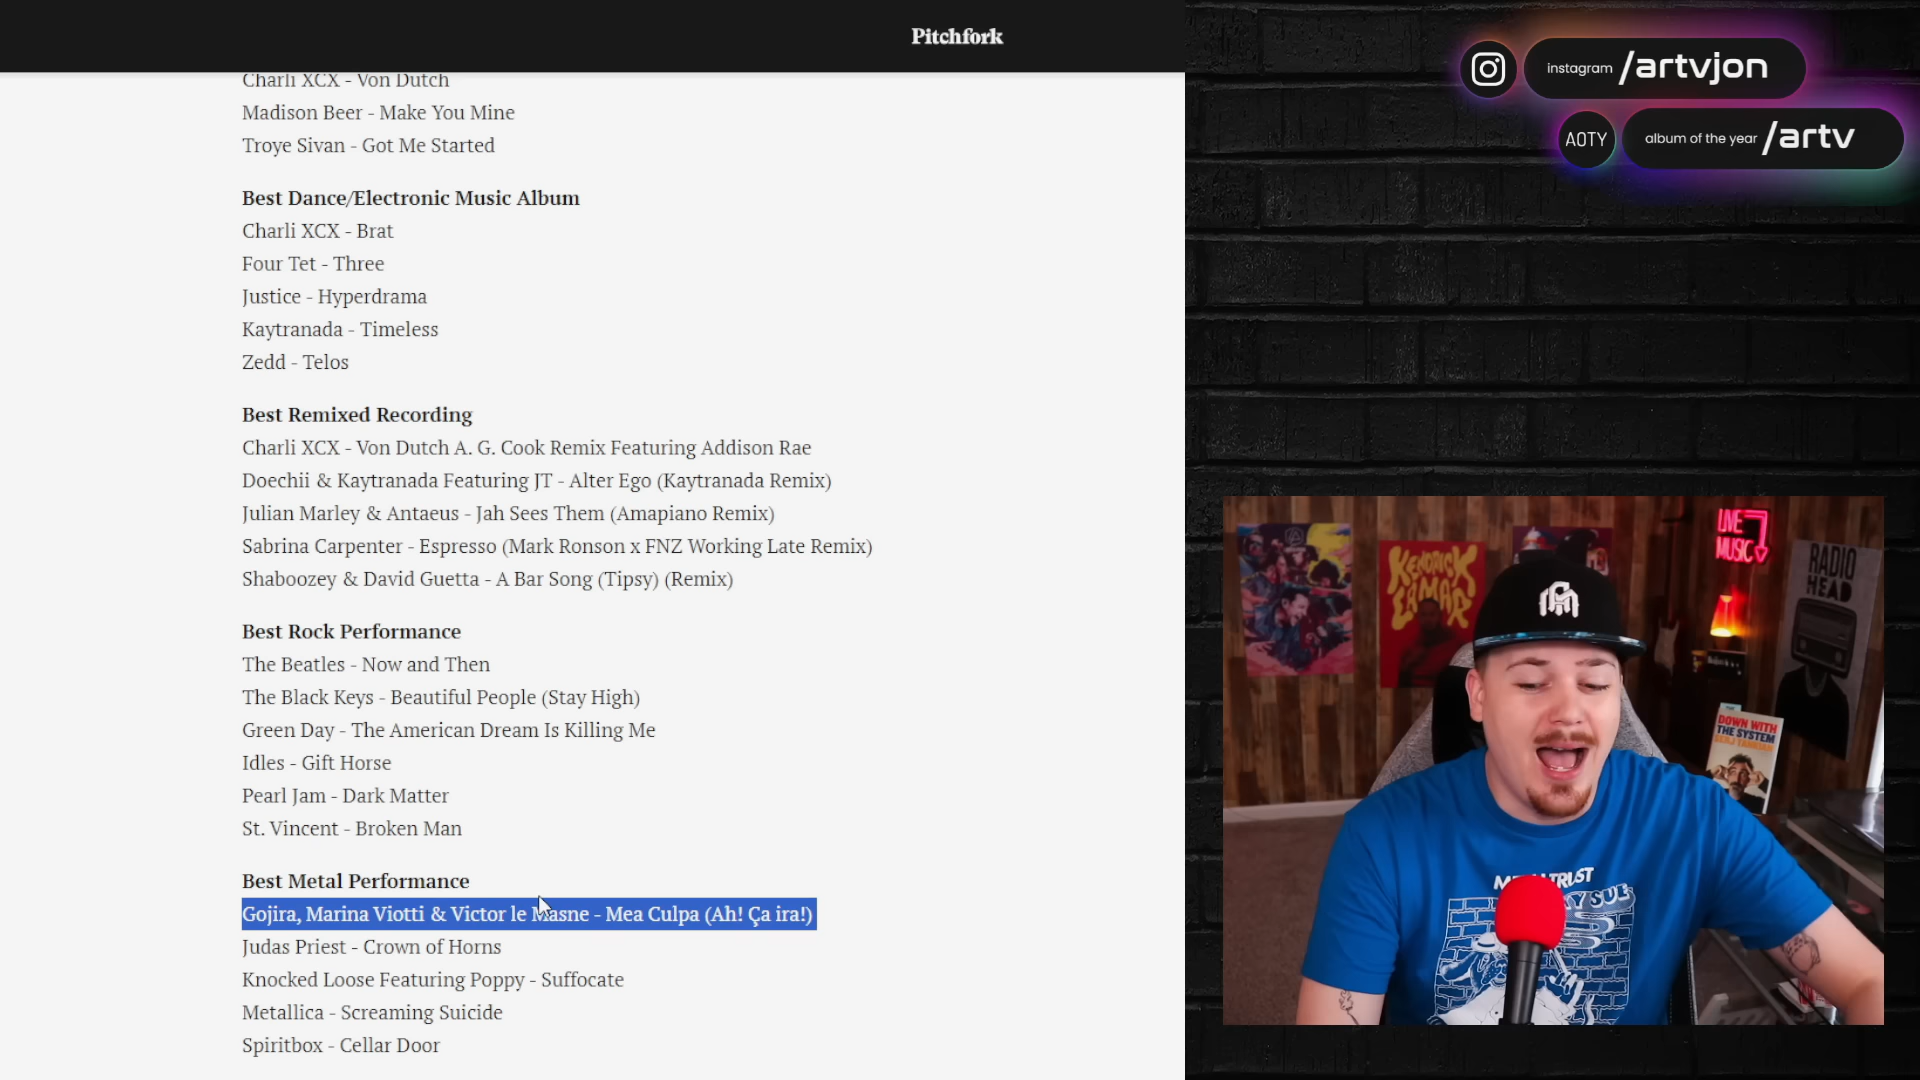 Pitchfork
Charli XCX - Von Dutch
Madison Beer - Make You Mine
Troye Sivan - Got Me Started
Best Dance/Electronic Music Album
Charli XCX - Brat
Four Tet - Three
Justice - Hyperdrama
Kaytranada - Timeless
Zedd - Telos
Best Remixed Recording
Charli XCX - Von Dutch A. G. Cook Remix Featuring Addison Rae
Doechii & Kaytranada Featuring JT - Alter Ego (Kaytranada Remix)
Julian Marley & Antaeus - Jah Sees Them (Amapiano Remix)
Sabrina Carpenter - Espresso (Mark Ronson x FNZ Working Late Remix)
Shaboozey & David Guetta - A Bar Song (Tipsy) (Remix)
Best Rock Performance
The Beatles - Now and Then
The Black Keys - Beautiful People (Stay High)
Green Day - The American Dream Is Killing Me
Idles - Gift Horse
Pearl Jam - Dark Matter
St. Vincent - Broken Man
Best Metal Performance
Gojira, Marina Viotti & Victor le Masne - Mea Culpa (Ah! Ça ira!)
Judas Priest - Crown of Horns
Knocked Loose Featuring Poppy - Suffocate
Metallica - Screaming Suicide
Spiritbox - Cellar Door
instagram /artvjon
AOTY album of the year /artv
LIVE
MUSIC
KENDRICK
LAMAR
RADIO
HEAD
DOWN WITH
THE SYSTEM
SERJ TANKIAN